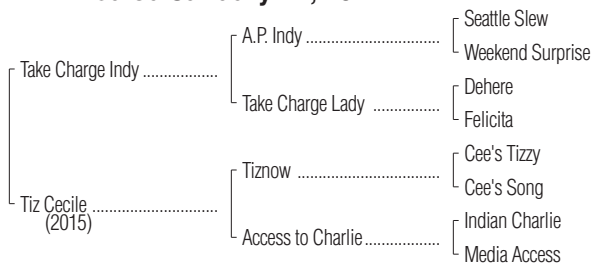 Seattle Slew
A.P. Indy ................................
Weekend Surprise
Take Charge Indy .................
Dehere
Take Charge Lady ................
Felicita
Cee's Tizzy
Tiznow ..................................
Cee's Song
Tiz Cecile ..............................
(2015)
Indian Charlie
Access to Charlie..................
Media Access